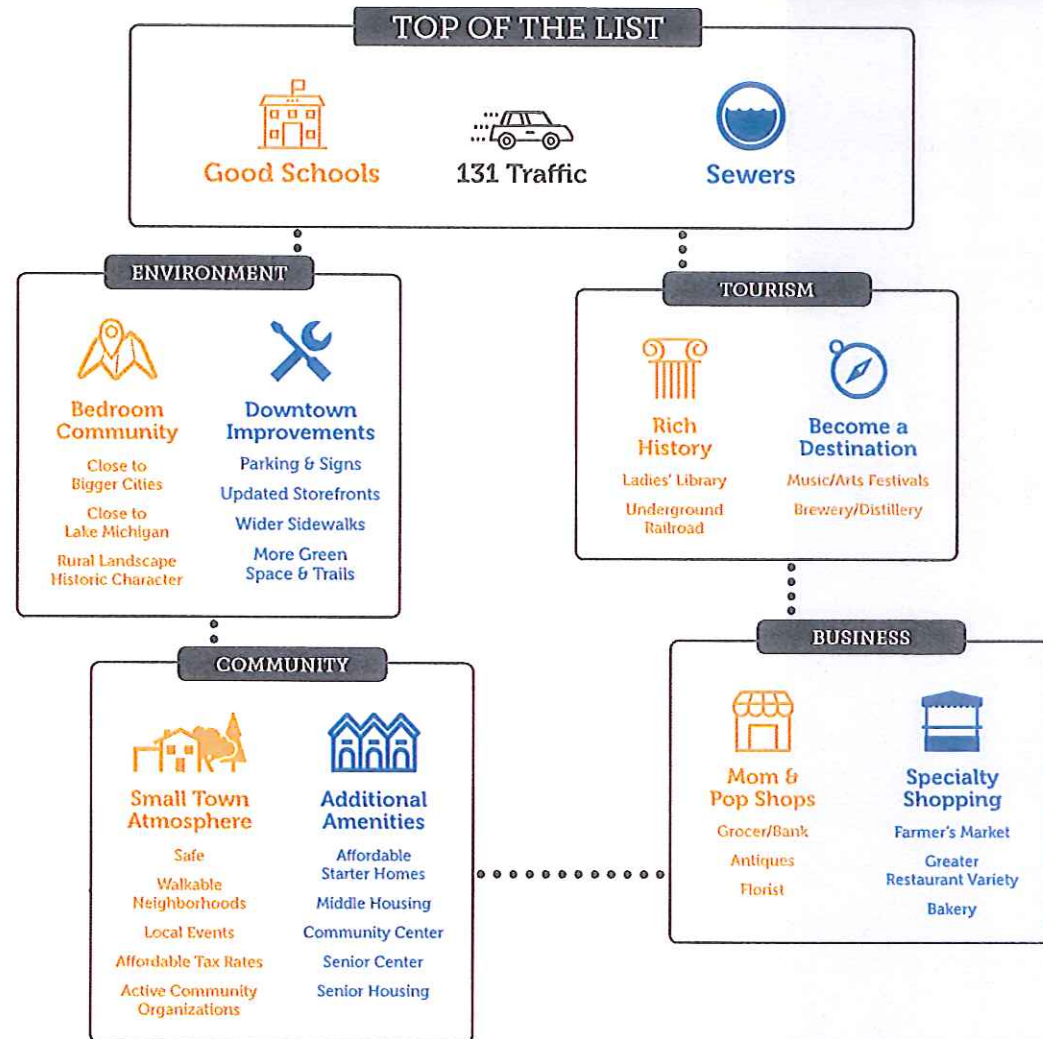 TOP OF THE LIST
Good Schools
131 Traffic
Sewers
ENVIRONMENT
Bedroom
Community
Close to
Bigger Cities
Close to
Lake Michigan
Rural Landscape
Historic Character
Downtown
Improvements
Parking & Signs
Updated Storefronts
Wider Sidewalks
More Green
Space & Trails
TOURISM
Rich
History
Ladies' Library
Underground
Railroad
Become a
Destination
Music/Arts Festivals
Brewery/Distillery
COMMUNITY
Small Town
Atmosphere
Safe
Walkable
Neighborhoods
Local Events
Affordable Tax Rates
Active Community
Organizations
Additional
Amenities
Affordable
Starter Homes
Middle Housing
Community Center
Senior Center
Senior Housing
BUSINESS
Mom &
Pop Shops
Grocer/Bank
Antiques
Florist
Specialty
Shopping
Farmer's Market
Greater
Restaurant Variety
Bakery